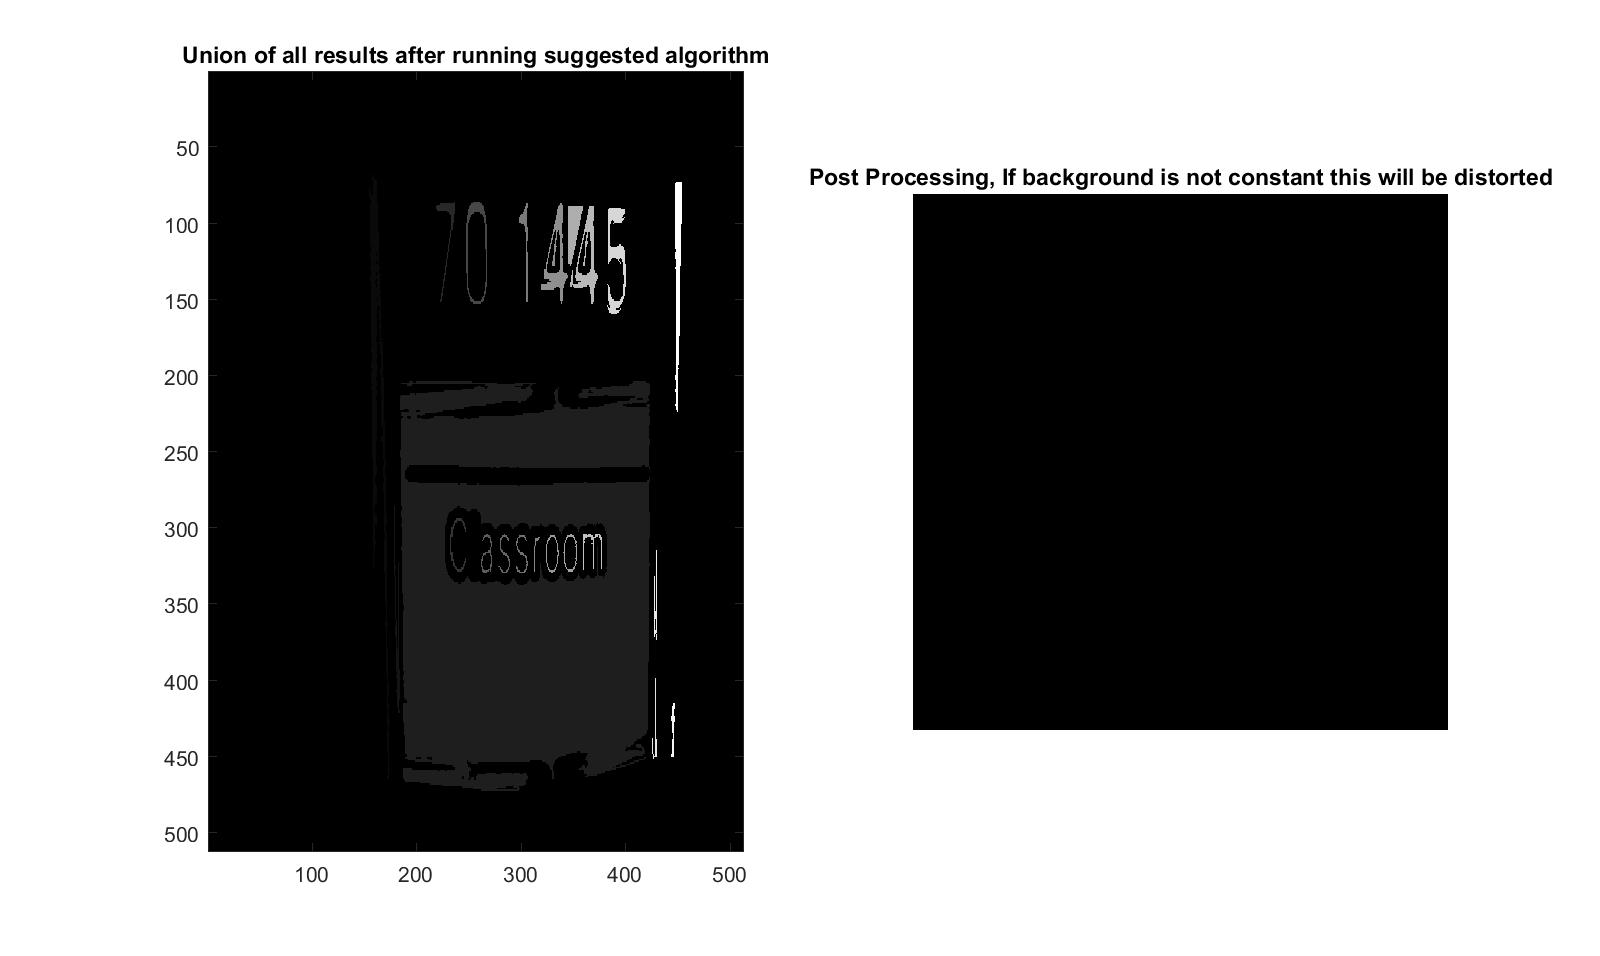 Union of all results after running suggested algorithm
Post Processing, If background is not constant this will be distorted
50
100
150
200
250
300
350
400
450
500
70 1445
Classroom
100 200 300 400 500